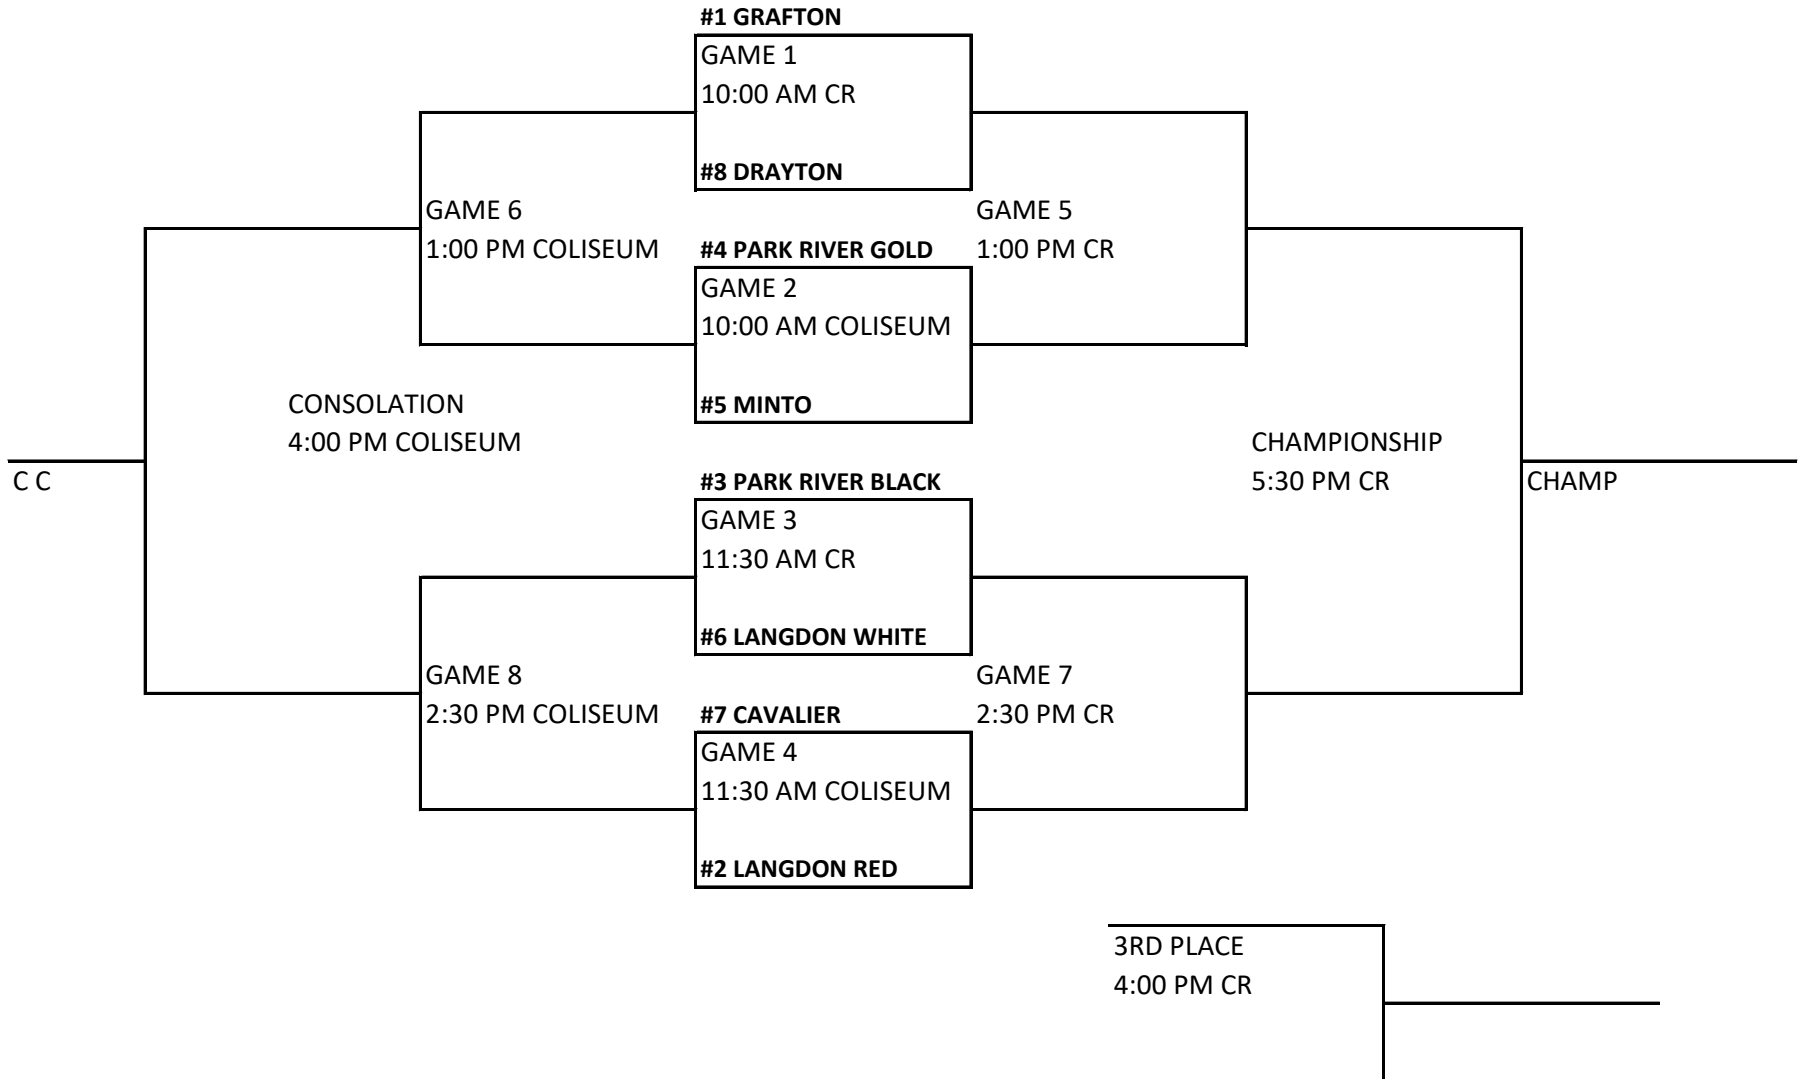 #1 GRAFTON
GAME 1
10:00 AM CR
#8 DRAYTON
GAME 6
1:00 PM COLISEUM
GAME 5
1:00 PM CR
#4 PARK RIVER GOLD
GAME 2
10:00 AM COLISEUM
#5 MINTO
CONSOLATION
4:00 PM COLISEUM
C C
CHAMPIONSHIP
5:30 PM CR
CHAMP
#3 PARK RIVER BLACK
GAME 3
11:30 AM CR
#6 LANGDON WHITE
GAME 8
2:30 PM COLISEUM
GAME 7
2:30 PM CR
#7 CAVALIER
GAME 4
11:30 AM COLISEUM
#2 LANGDON RED
3RD PLACE
4:00 PM CR